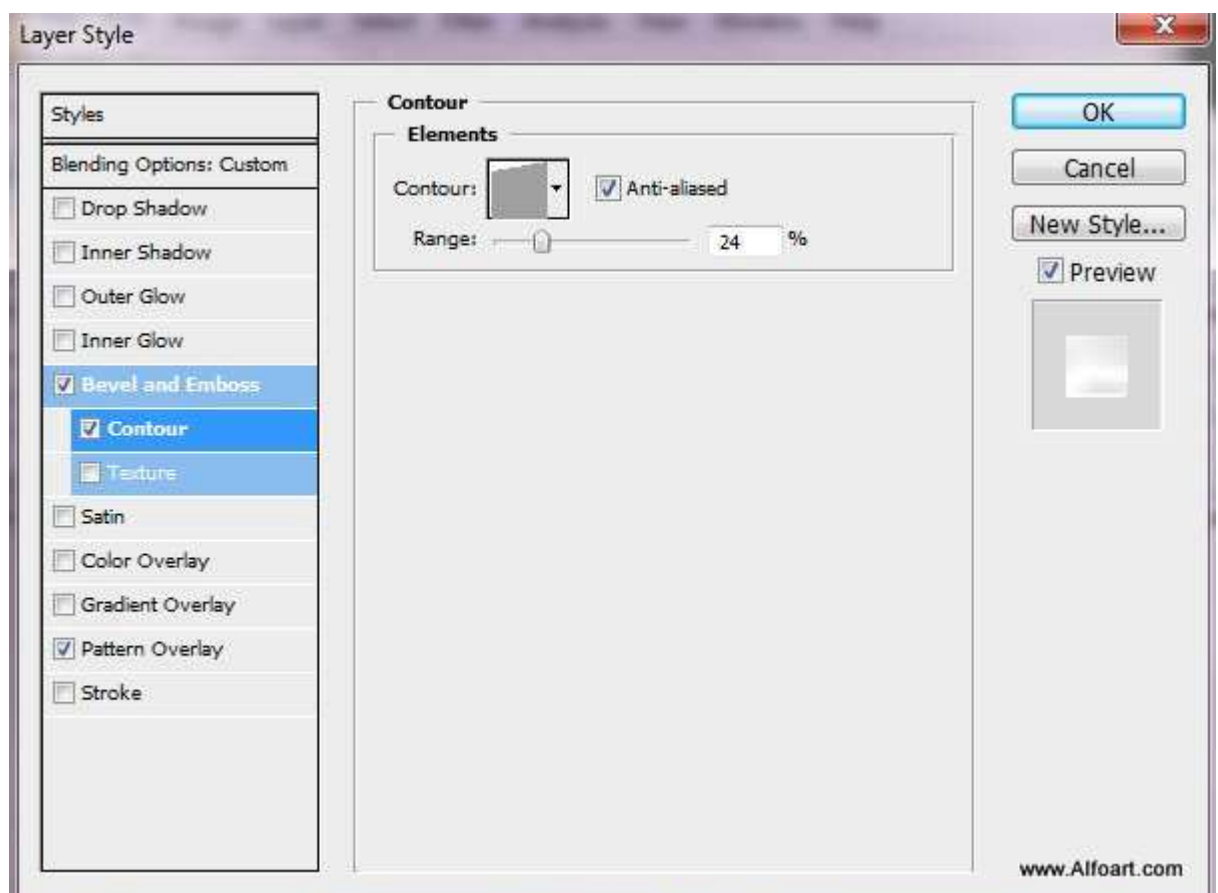 Layer Style
Styles
Blending Options: Custom
Drop Shadow
Inner Shadow
Outer Glow
Inner Glow
Bevel and Emboss
Contour
Texture
Satin
Color Overlay
Gradient Overlay
Pattern Overlay
Stroke
Contour
Elements
Contour:
Anti-aliased
Range:
24
%
OK
Cancel
New Style...
Preview
www.Alfoart.com